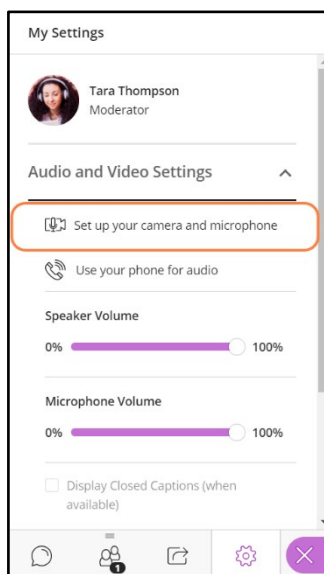 My Settings
Tara Thompson
Moderator
Audio and Video Settings
Set up your camera and microphone
Use your phone for audio
Speaker Volume
0% 100%
Microphone Volume
0% 100%
Display Closed Captions (when
available)
1